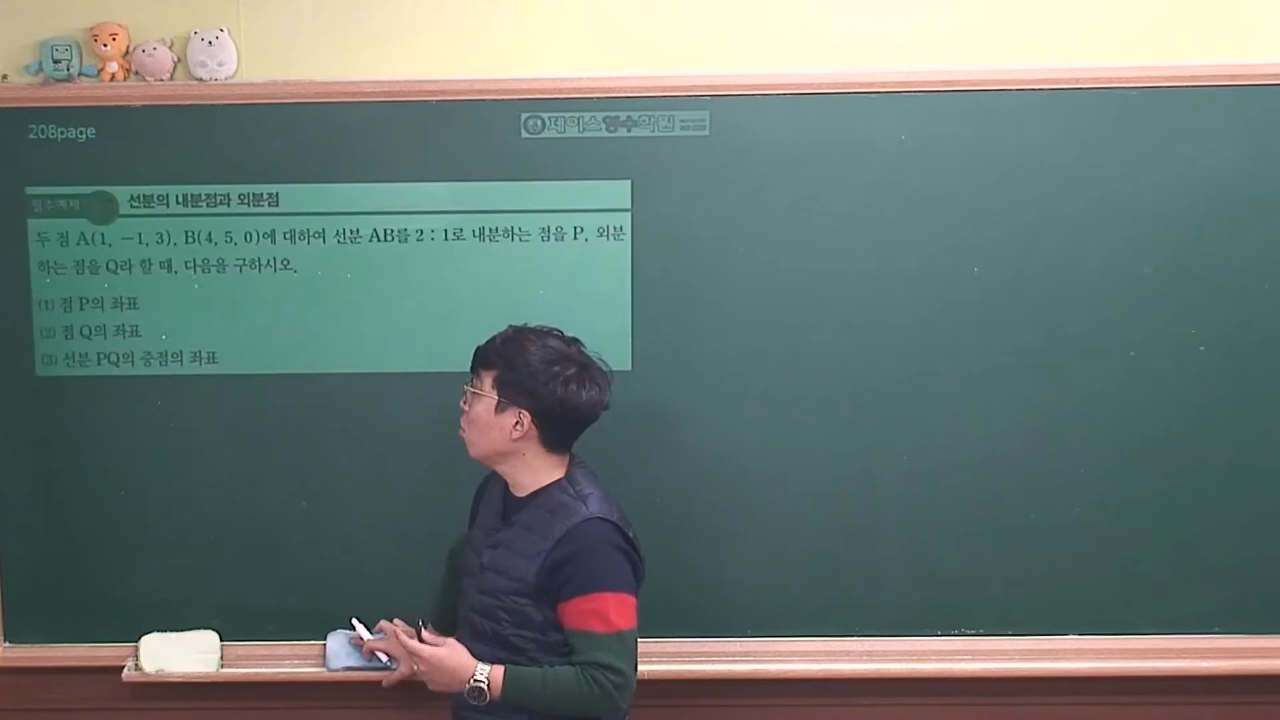 208page
제이스영수학원
필수예제
선분의 내분점과 외분점
두 점 A(1, －1, 3), B(4, 5, 0)에 대하여 선분 AB를 2 : 1로 내분하는 점을 P, 외분
하는 점을 Q라 할 때, 다음을 구하시오.
(1) 점 P의 좌표
(2) 점 Q의 좌표
(3) 선분 PQ의 중점의 좌표